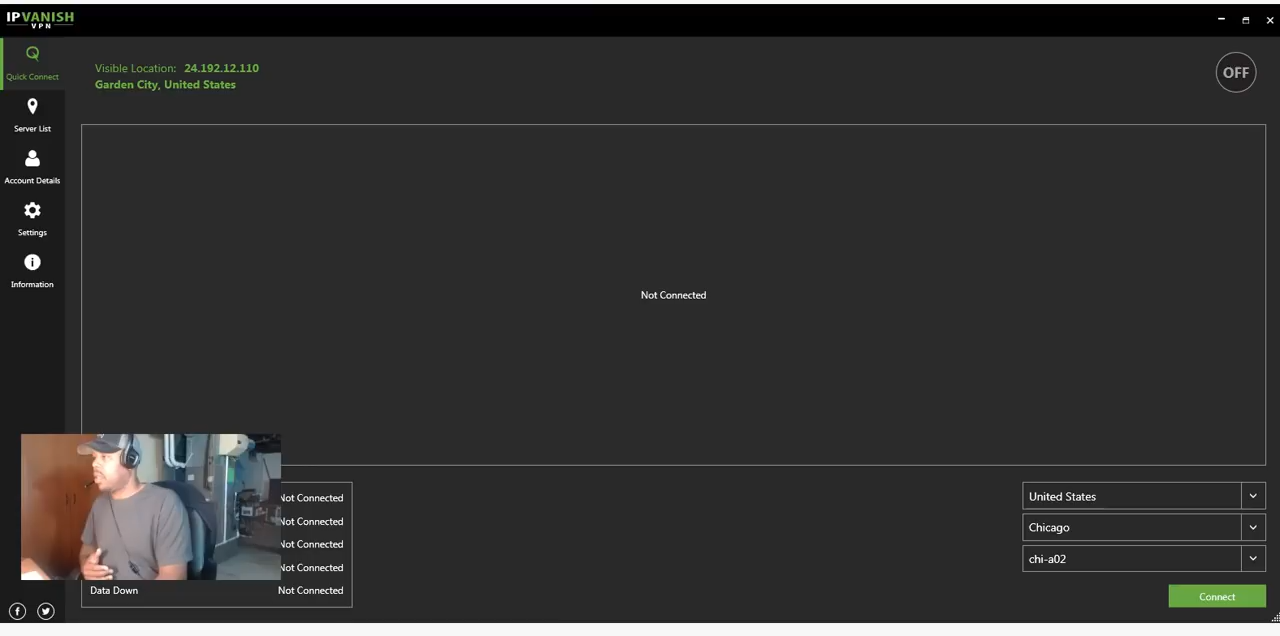 IPVANISH
VPN
Quick Connect
Server List
Account Details
Settings
Information
Visible Location: 24.192.12.110
Garden City, United States
OFF
Not Connected
Not Connected
Not Connected
Not Connected
Not Connected
Data Down Not Connected
United States
Chicago
chi-a02
Connect